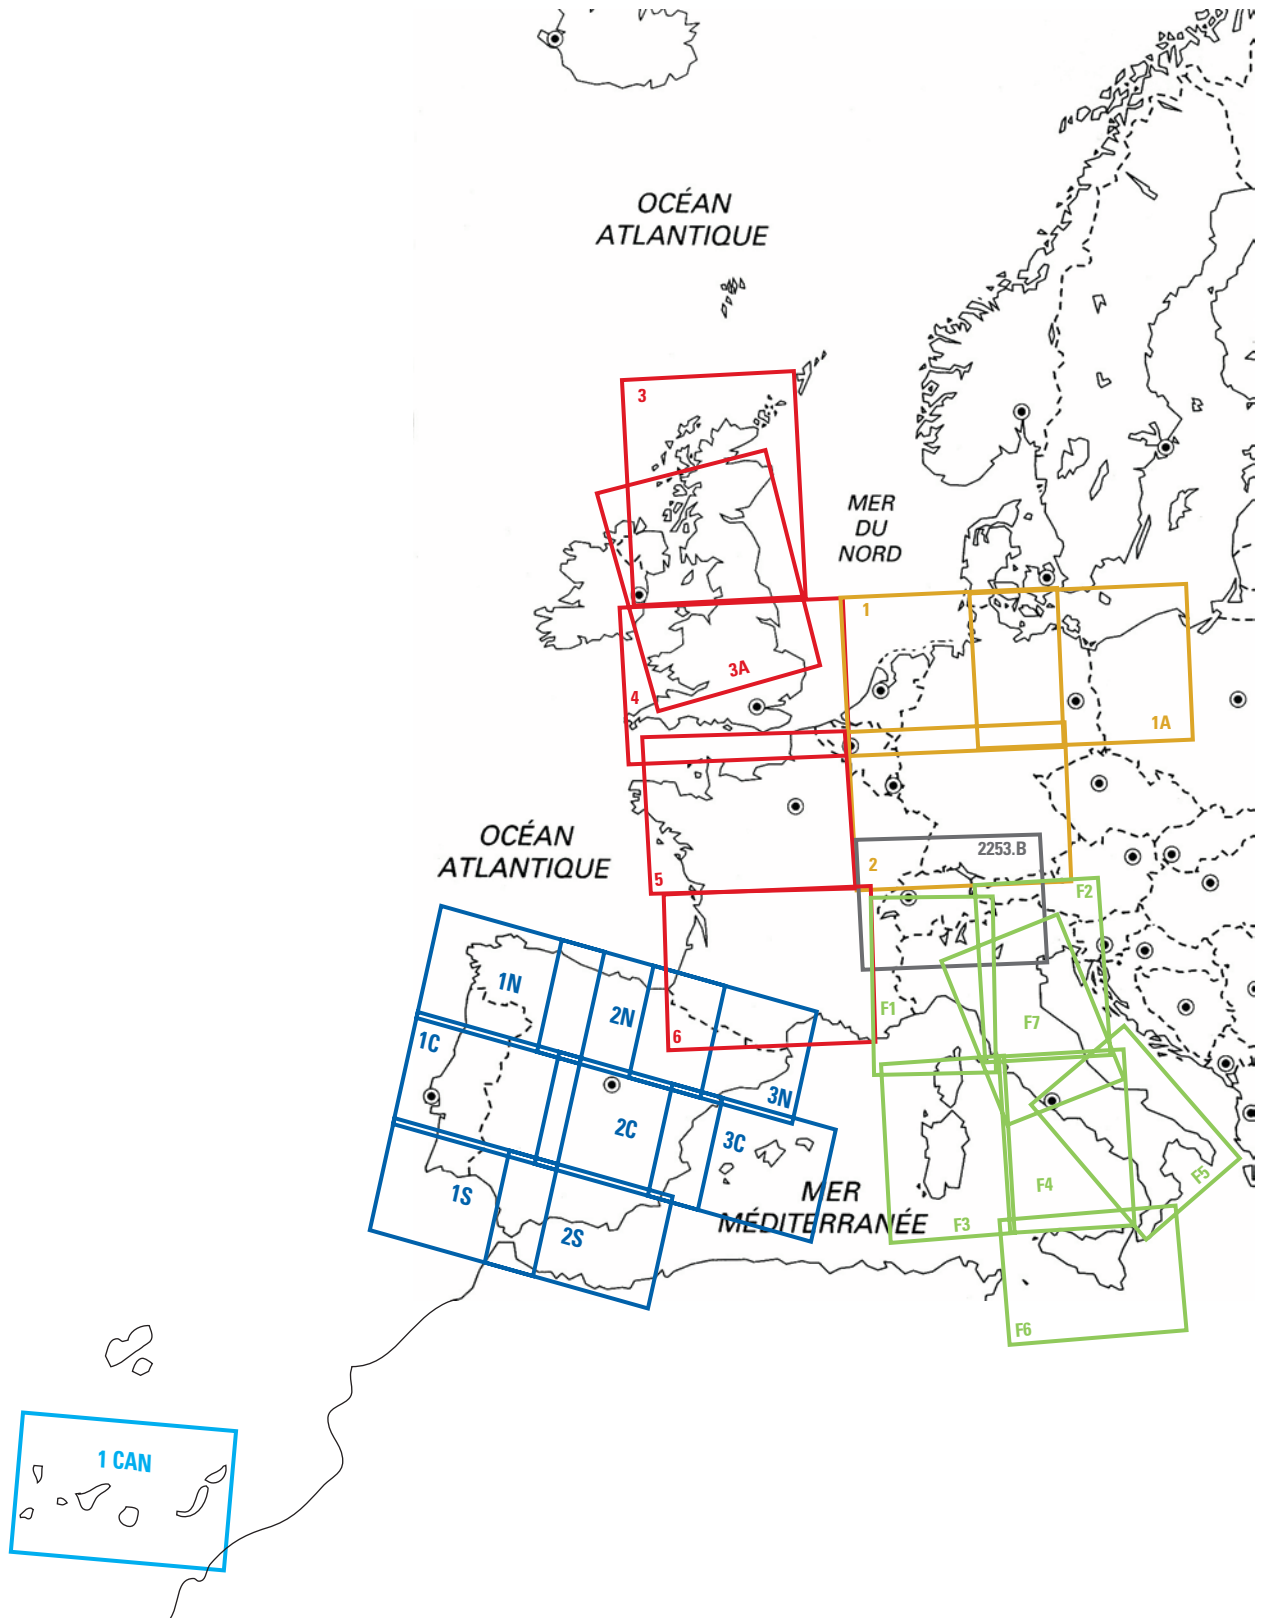 OCÉAN
ATLANTIQUE
3
MER
DU
NORD
1
3A
4
1A
OCÉAN
ATLANTIQUE
2253.B
2
5
F2
1N
F1
2N
F7
6
1C
3N
2C
3C
1S
MER
MÉDITERRANÉE
F4
F5
F3
2S
F6
1 CAN